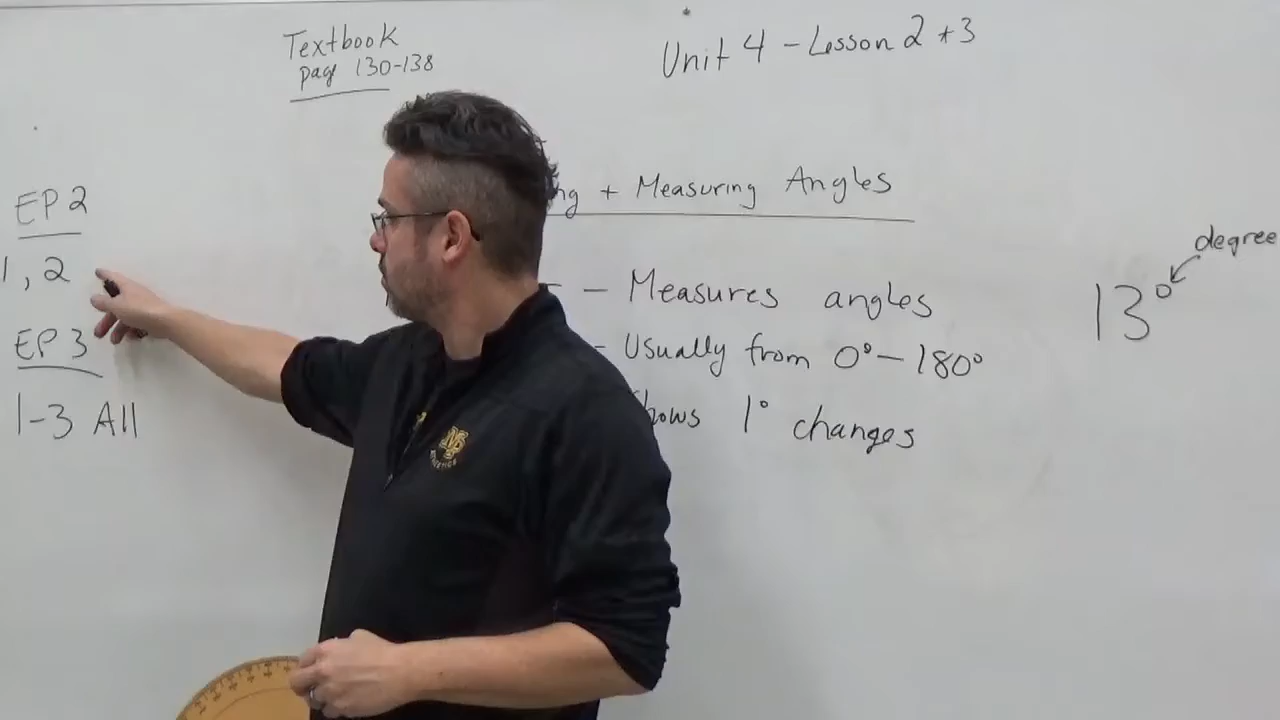 Textbook
page 130-138
Unit 4 - Lesson 2 + 3
EP 2
1, 2
EP 3
1-3 All
+ Measuring Angles
- Measures angles
- Usually from 0° - 180°
1° changes
13°
degree